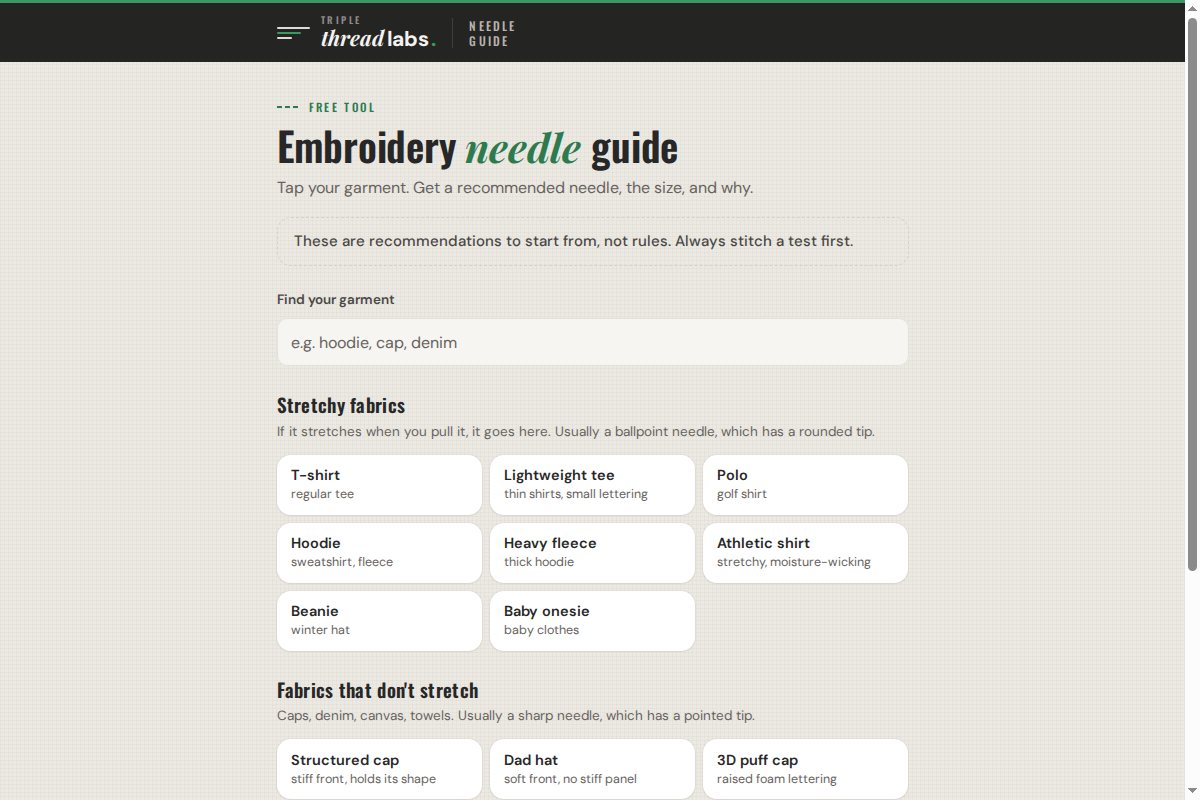 TRIPLE
threadlabs.
NEEDLE
GUIDE
FREE TOOL
Embroidery needle guide
Tap your garment. Get a recommended needle, the size, and why.
These are recommendations to start from, not rules. Always stitch a test first.
Find your garment
e.g. hoodie, cap, denim
Stretchy fabrics
If it stretches when you pull it, it goes here. Usually a ballpoint needle, which has a rounded tip.
T-shirt
regular tee
Lightweight tee
thin shirts, small lettering
Polo
golf shirt
Hoodie
sweatshirt, fleece
Heavy fleece
thick hoodie
Athletic shirt
stretchy, moisture-wicking
Beanie
winter hat
Baby onesie
baby clothes
Fabrics that don't stretch
Caps, denim, canvas, towels. Usually a sharp needle, which has a pointed tip.
Structured cap
stiff front, holds its shape
Dad hat
soft front, no stiff panel
3D puff cap
raised foam lettering